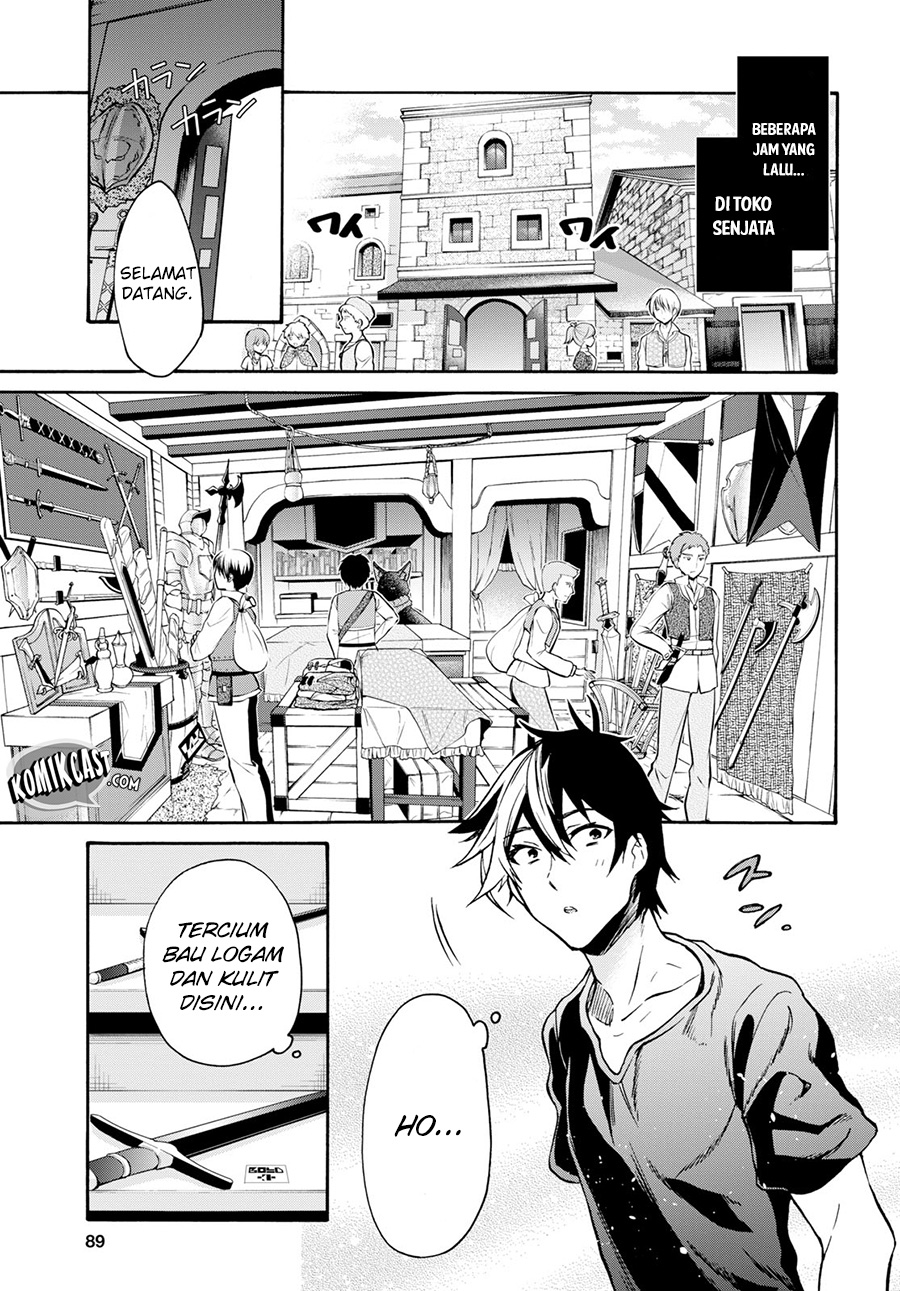 BEBERAPA
JAM YANG
LALU...
DI TOKO
SENJATA
ワイ
ワイ
カラン
カラン
SELAMAT
DATANG.
KOMIKCAST
.COM
HO...
TERCIUM
BAU LOGAM
DAN KULIT
DISINI...
89